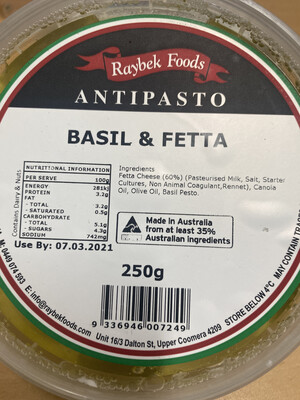 Raybek Foods
ANTIPASTO
BASIL & FETTA
NUTRITIONAL INFORMATION
PER SERVE 100g
ENERGY 281kj
PROTEIN 3.2g
FAT
- TOTAL 3.2g
- SATURATED 0.5g
CARBOHYDRATE
- TOTAL 5.1g
- SUGARS 4.3g
SODIUM 742mg
Contains Dairy & Nuts
Ingredients
Fetta Cheese (60%) (Pasteurised Milk, Salt, Starter
Cultures, Non Animal Coagulant,Rennet), Canola
Oil, Olive Oil, Basil Pesto.
Made in Australia
from at least 35%
Australian ingredients
Use By: 07.03.2021
250g
9 336946 007249
M: 0449 074 593
E: info@raybekfoods.com
Unit 16/3 Dalton St, Upper Coomera 4209
STORE BELOW 4°C
MAY CONTAIN